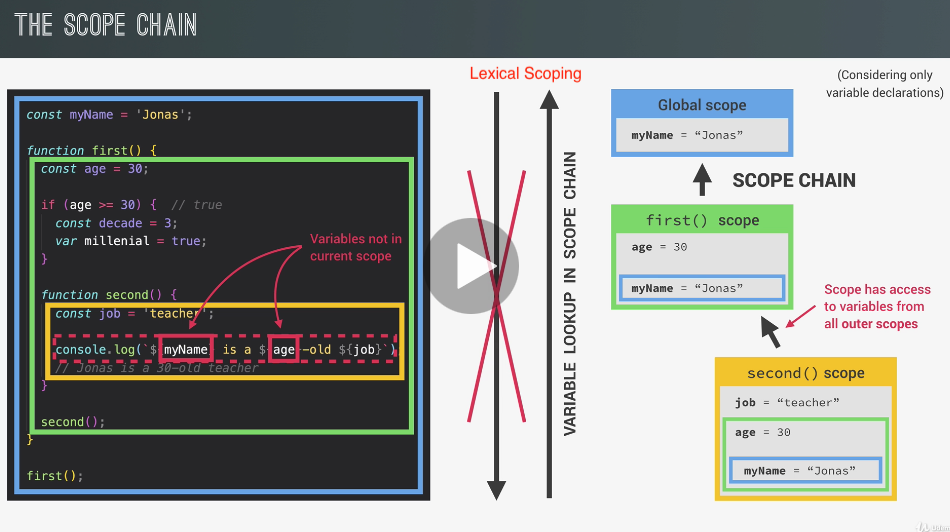 THE SCOPE CHAIN
const myName = 'Jonas';
function first() {
const age = 30;
if (age >= 30) { // true
const decade = 3;
var millenial = true;
}
function second() {
const job = 'teacher';
console.log(`${myName} is a ${age}-old ${job}`)
// Jonas is a 30-old teacher
}
second();
}
first();
Variables not in
current scope
Lexical Scoping
VARIABLE LOOKUP IN SCOPE CHAIN
(Considering only
variable declarations)
Global scope
myName = “Jonas”
SCOPE CHAIN
first() scope
age = 30
myName = “Jonas”
Scope has access
to variables from
all outer scopes
second() scope
job = “teacher”
age = 30
myName = “Jonas”